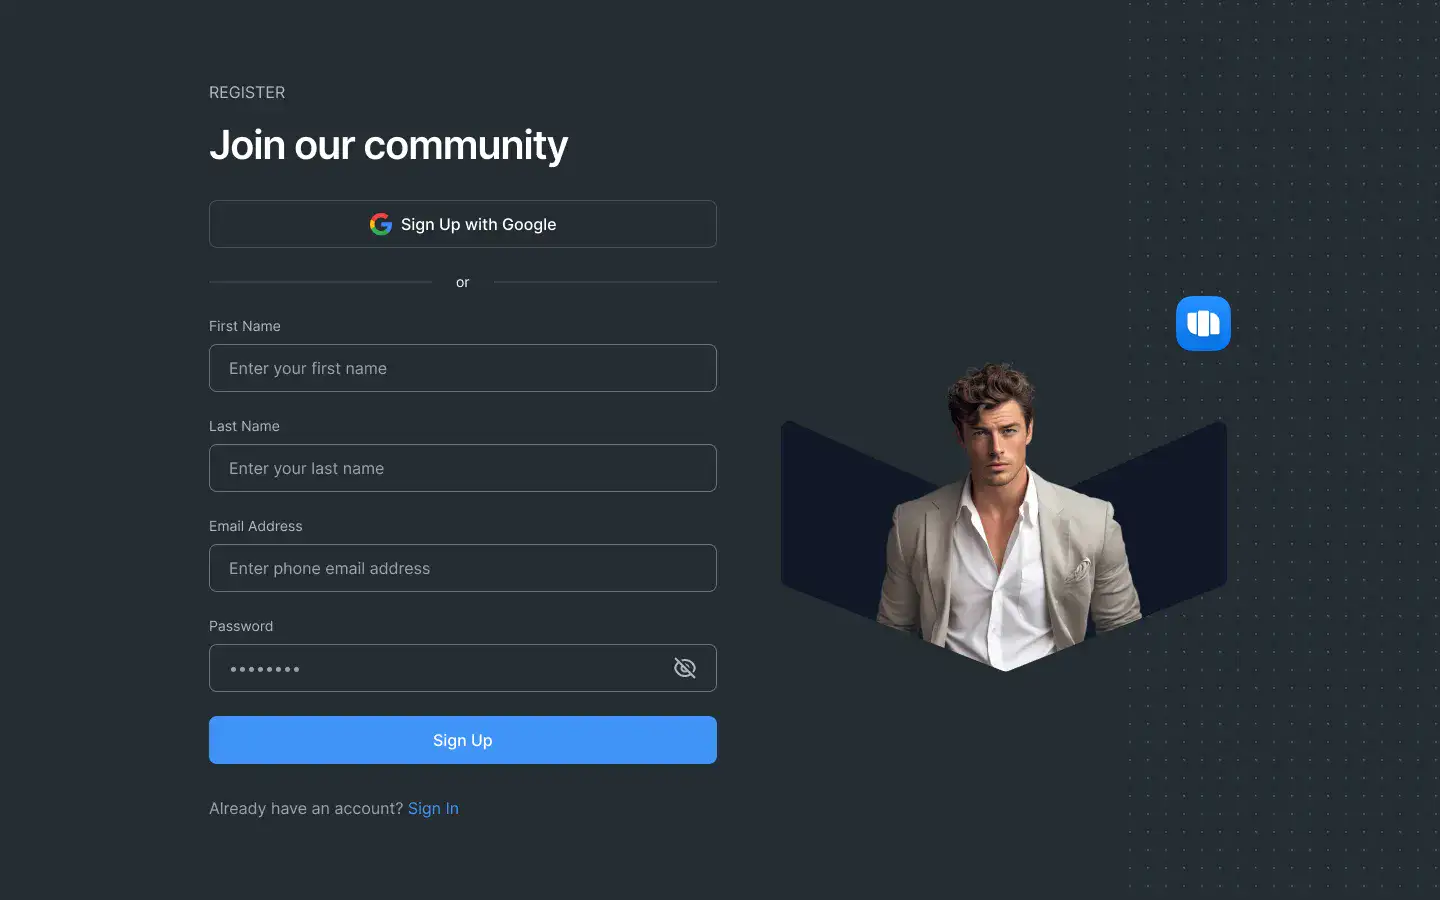 REGISTER
Join our community
Sign Up with Google
or
First Name
Enter your first name
Last Name
Enter your last name
Email Address
Enter phone email address
Password
••••••••
Sign Up
Already have an account? Sign In